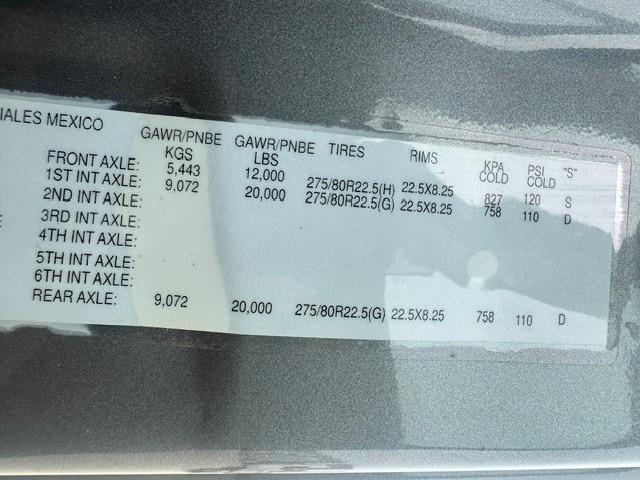 IALES MEXICO
GAWR/PNBE GAWR/PNBE TIRES RIMS KPA PSI "S"
KGS LBS COLD COLD
FRONT AXLE: 5,443 12,000 275/80R22.5(H) 22.5X8.25 827 120 S
1ST INT AXLE: 9,072 20,000 275/80R22.5(G) 22.5X8.25 758 110 D
2ND INT AXLE:
3RD INT AXLE:
4TH INT AXLE:
5TH INT AXLE:
6TH INT AXLE:
REAR AXLE: 9,072 20,000 275/80R22.5(G) 22.5X8.25 758 110 D